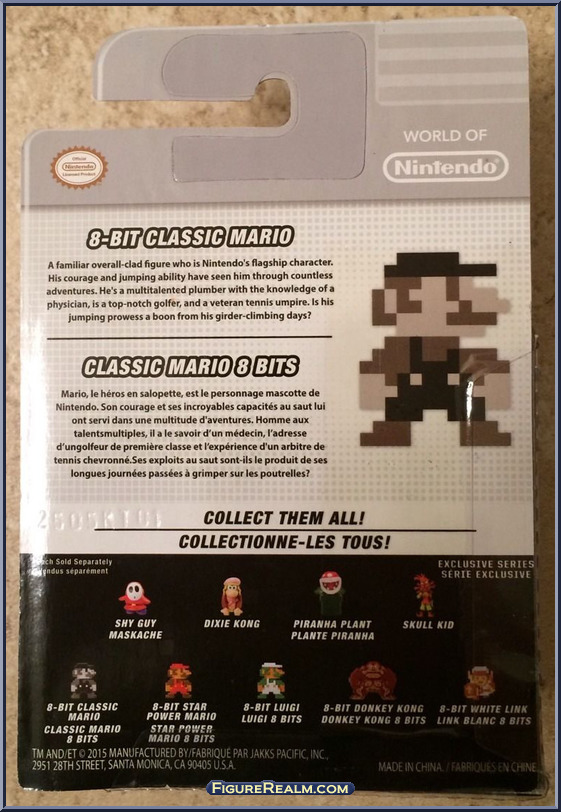 WORLD OF
Nintendo®
Official
Nintendo
Licensed Product
8-BIT CLASSIC MARIO
A familiar overall-clad figure who is Nintendo's flagship character.
His courage and jumping ability have seen him through countless
adventures. He's a multitalented plumber with the knowledge of a
physician, is a top-notch golfer, and a veteran tennis umpire. Is his
jumping prowess a boon from his girder-climbing days?
CLASSIC MARIO 8 BITS
Mario, le héros en salopette, est le personnage mascotte de
Nintendo. Son courage et ses incroyables capacités au saut lui
ont servi dans une multitude d'aventures. Homme aux
talentsmultiples, il a le savoir d'un médecin, l'adresse
d'ungolfeur de première classe et l'expérience d'un arbitre de
tennis chevronné.Ses exploits au saut sont-ils le produit de ses
longues journées passées à grimper sur les poutrelles?
COLLECT THEM ALL!
COLLECTIONNE-LES TOUS!
Sold Separately
séparément
EXCLUSIVE SERIES
SÉRIE EXCLUSIVE
SHY GUY
MASKACHE
DIXIE KONG
PIRANHA PLANT
PLANTE PIRANHA
SKULL KID
8-BIT CLASSIC
MARIO
CLASSIC MARIO
8 BITS
8-BIT STAR
POWER MARIO
STAR POWER
MARIO 8 BITS
8-BIT LUIGI
LUIGI 8 BITS
8-BIT DONKEY KONG
DONKEY KONG 8 BITS
8-BIT WHITE LINK
LINK BLANC 8 BITS
TM AND/ET © 2015 MANUFACTURED BY/FABRIQUÉ PAR JAKKS PACIFIC, INC.,
2951 28TH STREET, SANTA MONICA, CA 90405 U.S.A.
MADE IN CHINA. / FABRIQUÉS EN CHINE
FIGUREREALM.COM